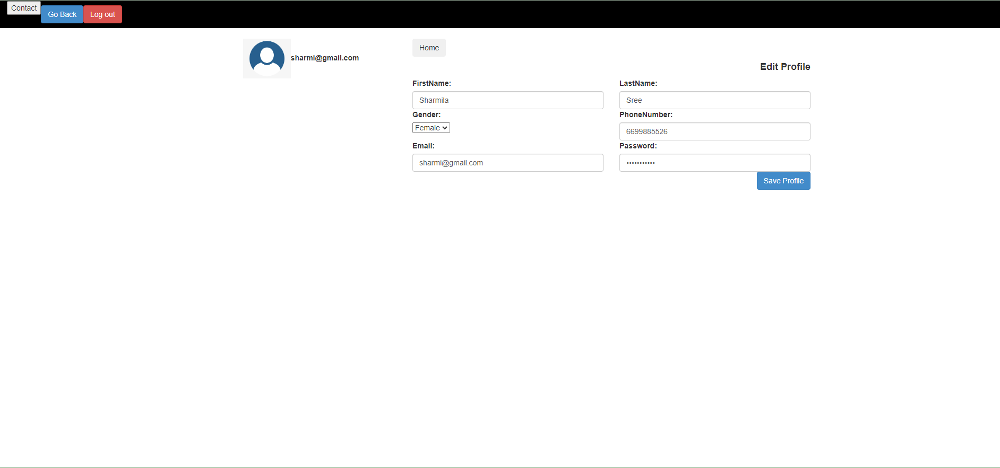 Contact
Go Back
Log out
sharmi@gmail.com
Home
Edit Profile
FirstName:
LastName:
Sharmila
Sree
Gender:
PhoneNumber:
Female
6699885526
Email:
Password:
sharmi@gmail.com
•••••••••••
Save Profile